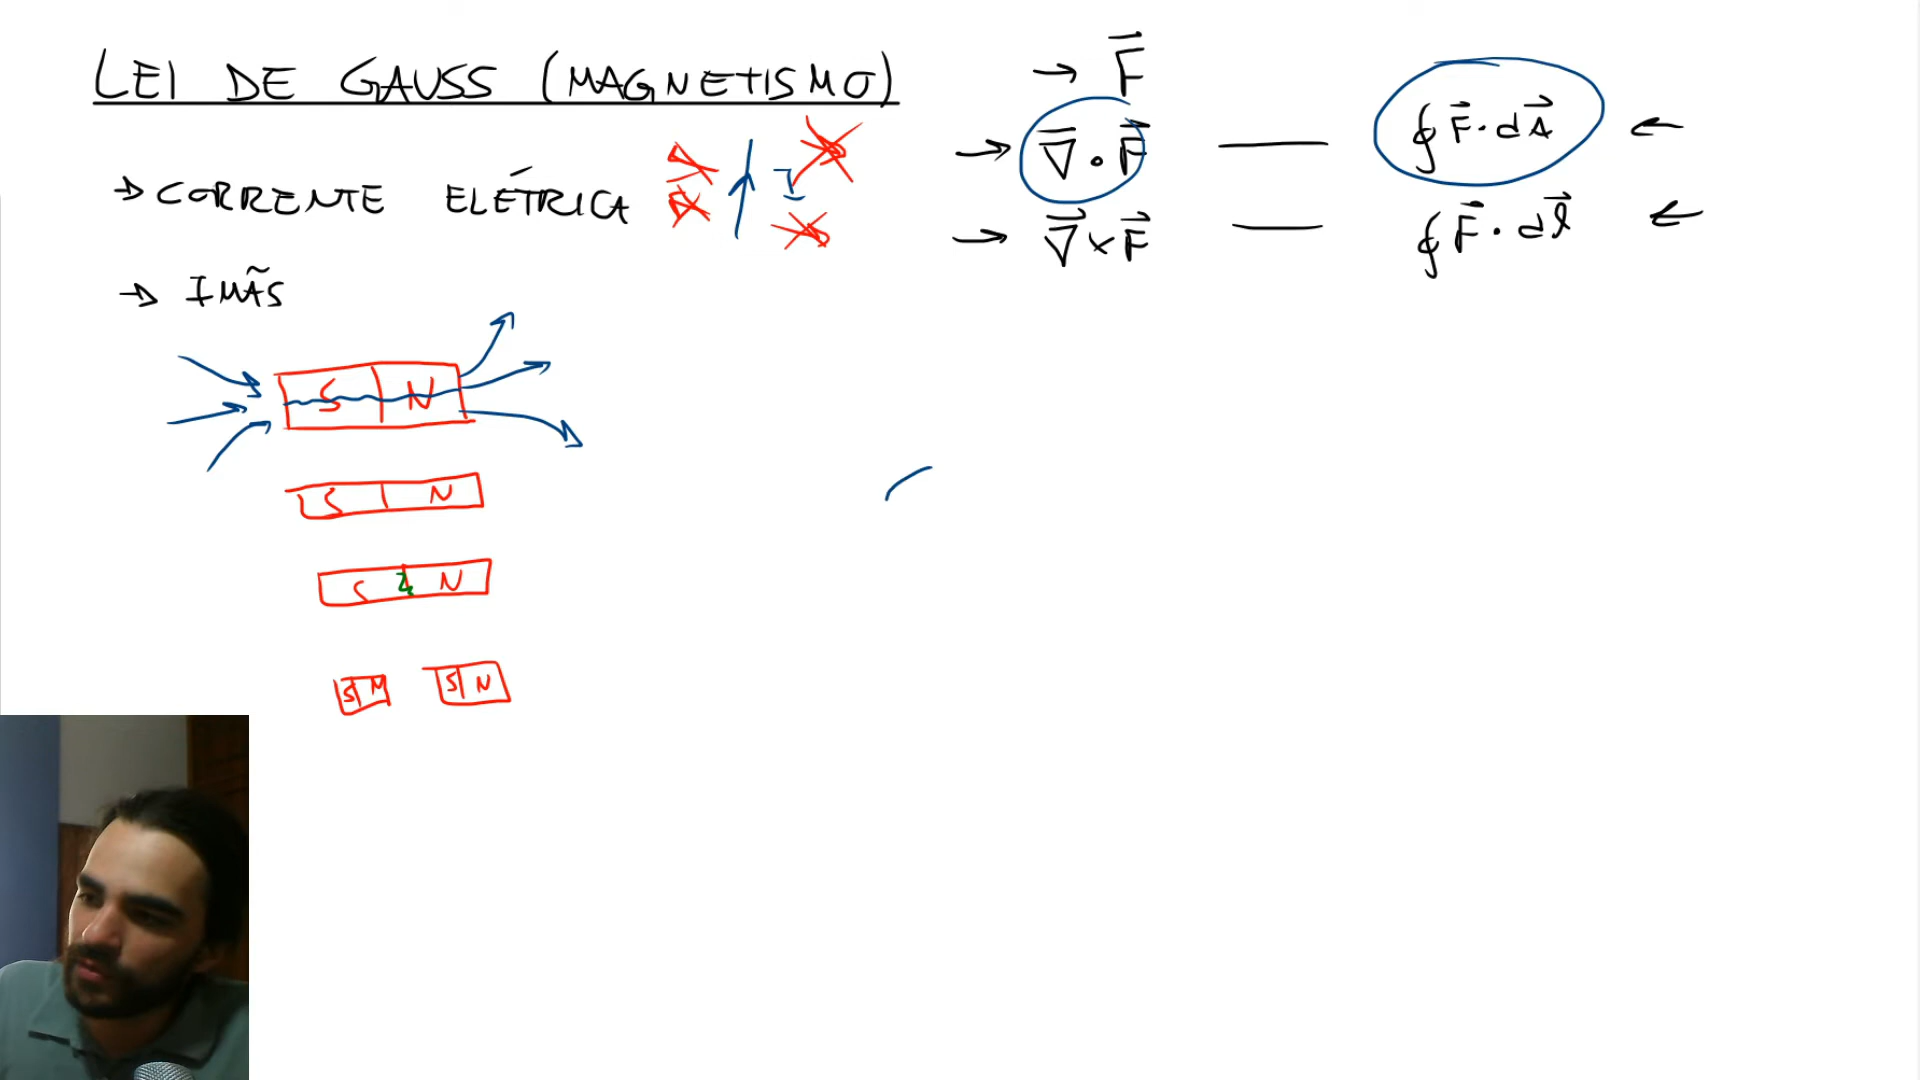 LEI DE GAUSS (MAGNETISMO)
→ CORRENTE ELÉTRICA I
→ IMÃS
S N
S N
S N
S N S N
→ F⃗
→ ∇⃗ · F⃗ — ∮ F⃗ · dA⃗ ←
→ ∇⃗ × F⃗ — ∮ F⃗ · dl⃗ ←